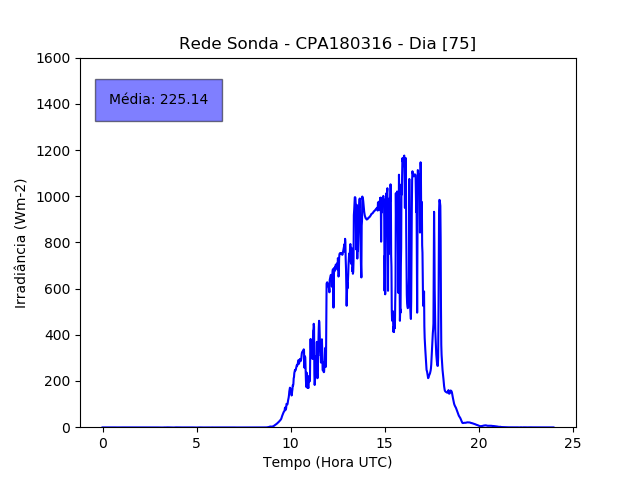 Rede Sonda - CPA180316 - Dia [75]
1600
1400
1200
1000
800
600
400
200
0
Irradiância (Wm-2)
Média: 225.14
0 5 10 15 20 25
Tempo (Hora UTC)